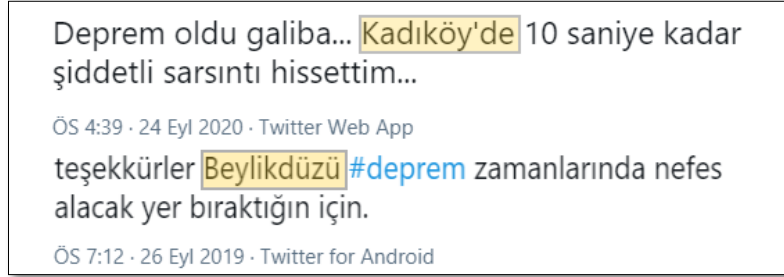 Deprem oldu galiba... Kadıköy'de 10 saniye kadar
şiddetli sarsıntı hissettim...
ÖS 4:39 · 24 Eyl 2020 · Twitter Web App
teşekkürler Beylikdüzü #deprem zamanlarında nefes
alacak yer bıraktığın için.
ÖS 7:12 · 26 Eyl 2019 · Twitter for Android